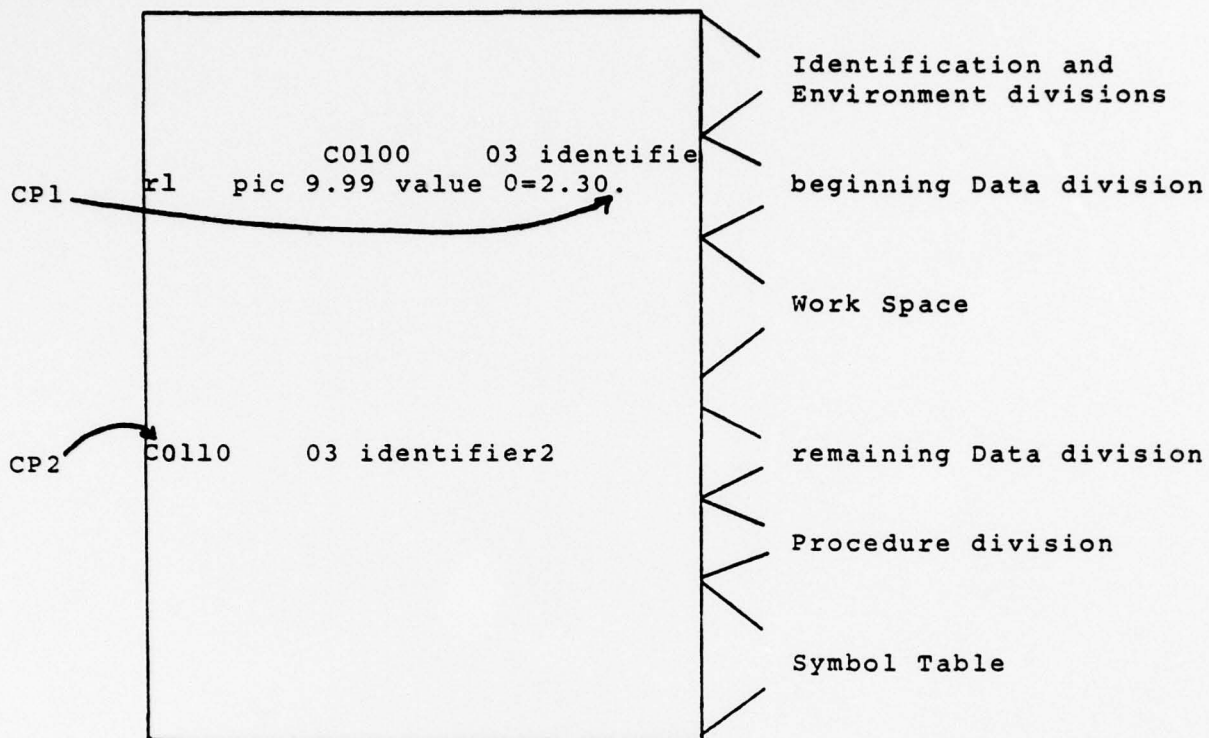 Identification and
Environment divisions
C0100 03 identifie
CP1 r1 pic 9.99 value 0=2.30. beginning Data division
Work Space
CP2 C0110 03 identifier2 remaining Data division
Procedure division
Symbol Table